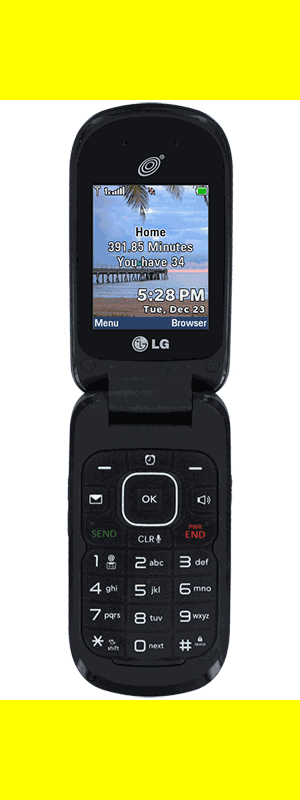 Home
391.85 Minutes
You have 34
5:28 PM
Tue, Dec 23
Menu Browser
LG
OK
SEND CLR PWR END
1 @ 2 abc 3 def
4 ghi 5 jkl 6 mno
7 pqrs 8 tuv 9 wxyz
* shift 0 next # space